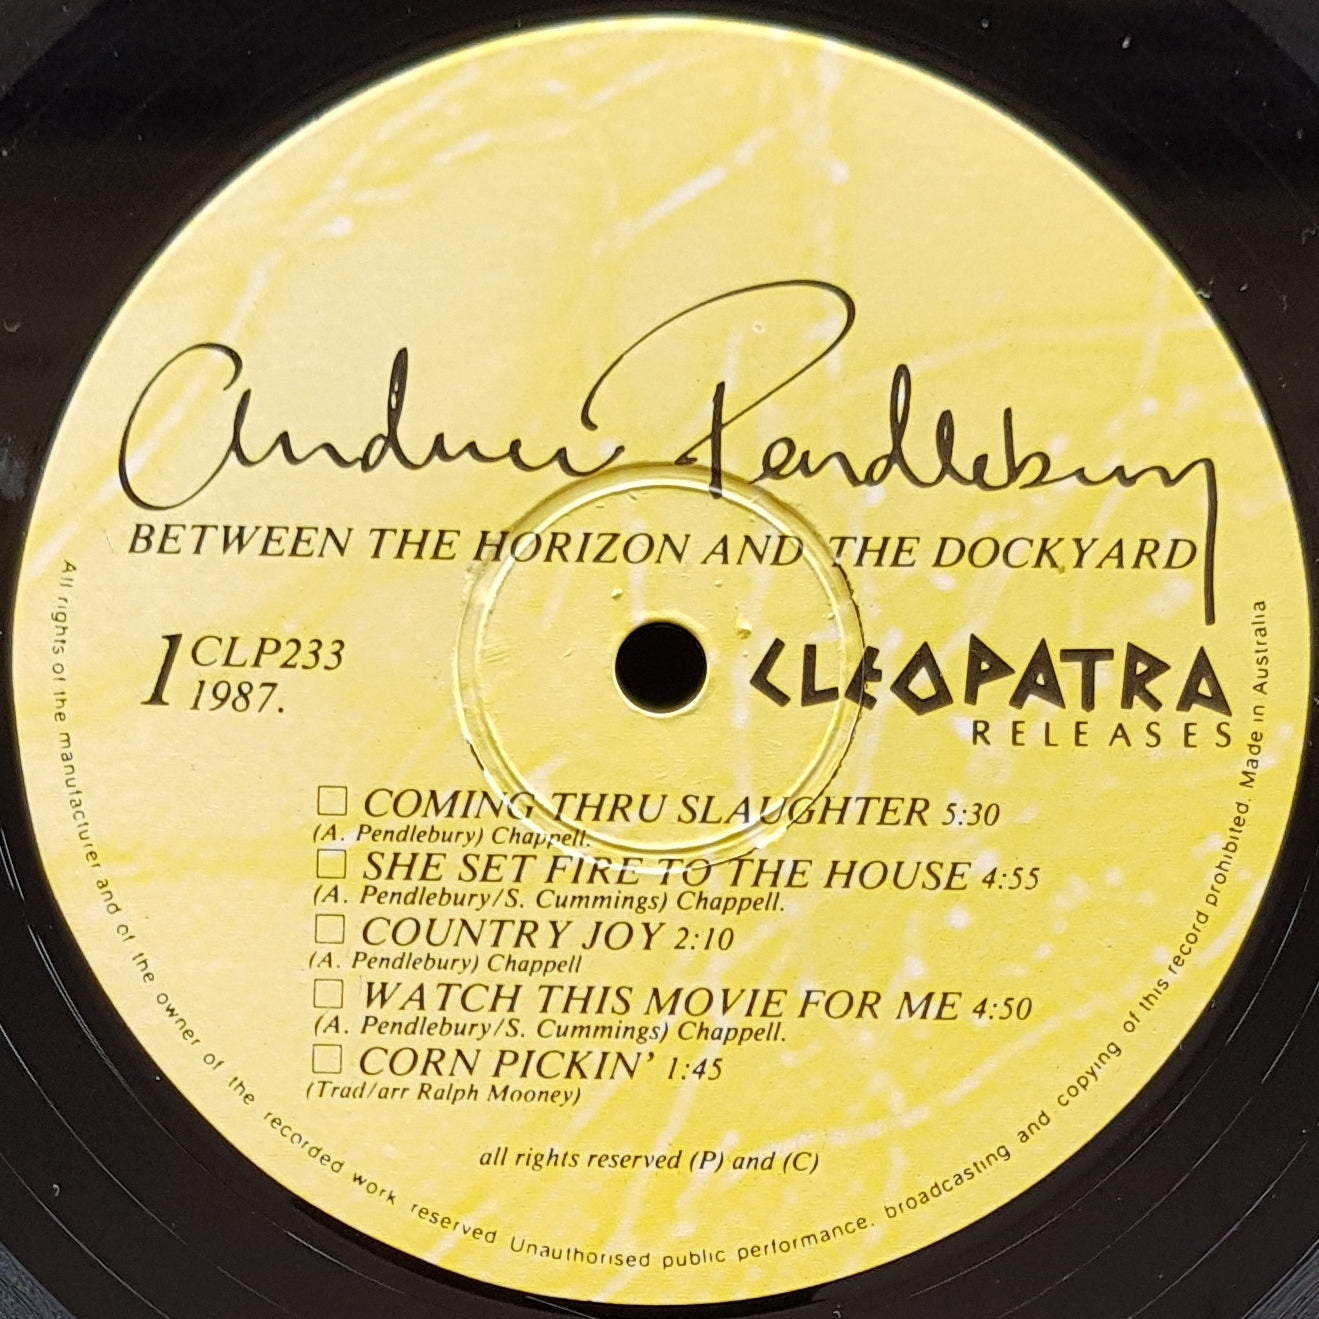 Andrew Pendlebury
BETWEEN THE HORIZON AND THE DOCKYARD
1 CLP233
1987.
CLEOPATRA
RELEASES
COMING THRU SLAUGHTER 5:30
(A. Pendlebury) Chappell.
SHE SET FIRE TO THE HOUSE 4:55
(A. Pendlebury/S. Cummings) Chappell.
COUNTRY JOY 2:10
(A. Pendlebury) Chappell
WATCH THIS MOVIE FOR ME 4:50
(A. Pendlebury/S. Cummings) Chappell.
CORN PICKIN' 1:45
(Trad/arr Ralph Mooney)
all rights reserved (P) and (C)
All rights of the manufacturer and of the owner of the recorded work reserved Unauthorised public performance. broadcasting and copying of this record prohibited. Made in Australia